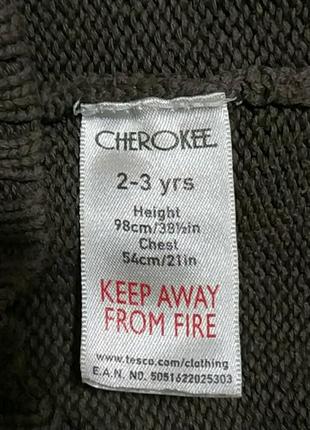 CHEROKEE
2-3 yrs
Height
98cm/38½in
Chest
54cm/21in
KEEP AWAY
FROM FIRE
www.tesco.com/clothing
E.A.N. NO. 5051622025303